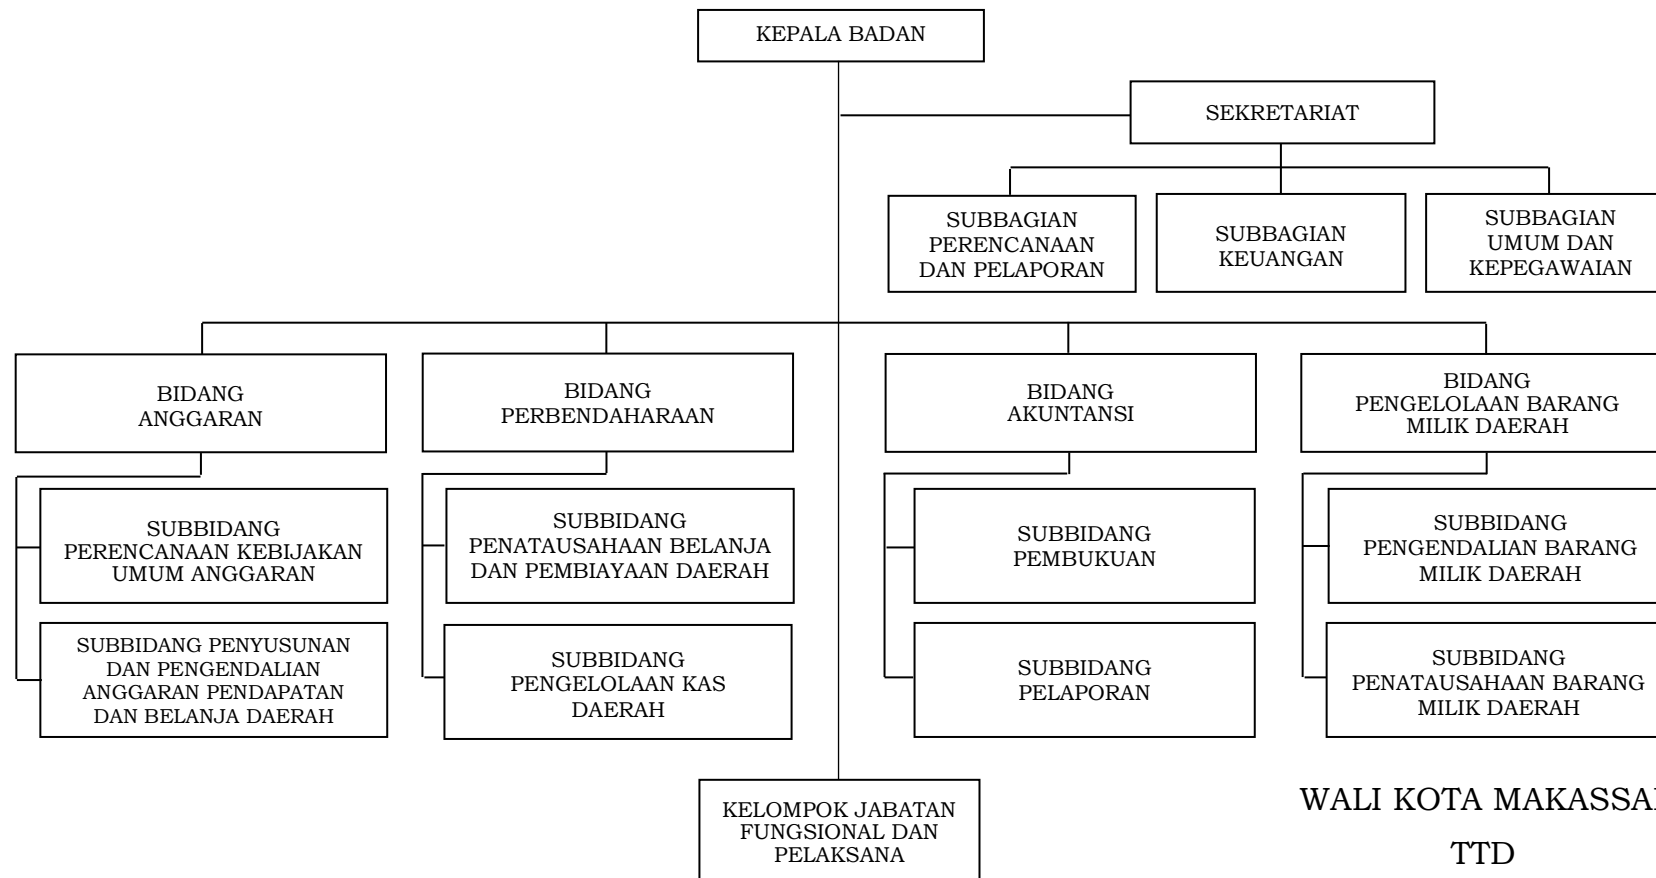 KEPALA BADAN
SEKRETARIAT
SUBBAGIAN
PERENCANAAN
DAN PELAPORAN
SUBBAGIAN
KEUANGAN
SUBBAGIAN
UMUM DAN
KEPEGAWAIAN
BIDANG
ANGGARAN
BIDANG
PERBENDAHARAAN
BIDANG
AKUNTANSI
BIDANG
PENGELOLAAN BARANG
MILIK DAERAH
SUBBIDANG
PERENCANAAN KEBIJAKAN
UMUM ANGGARAN
SUBBIDANG
PENATAUSAHAAN BELANJA
DAN PEMBIAYAAN DAERAH
SUBBIDANG
PEMBUKUAN
SUBBIDANG
PENGENDALIAN BARANG
MILIK DAERAH
SUBBIDANG PENYUSUNAN
DAN PENGENDALIAN
ANGGARAN PENDAPATAN
DAN BELANJA DAERAH
SUBBIDANG
PENGELOLAAN KAS
DAERAH
SUBBIDANG
PELAPORAN
SUBBIDANG
PENATAUSAHAAN BARANG
MILIK DAERAH
KELOMPOK JABATAN
FUNGSIONAL DAN
PELAKSANA
WALI KOTA MAKASSAR
TTD